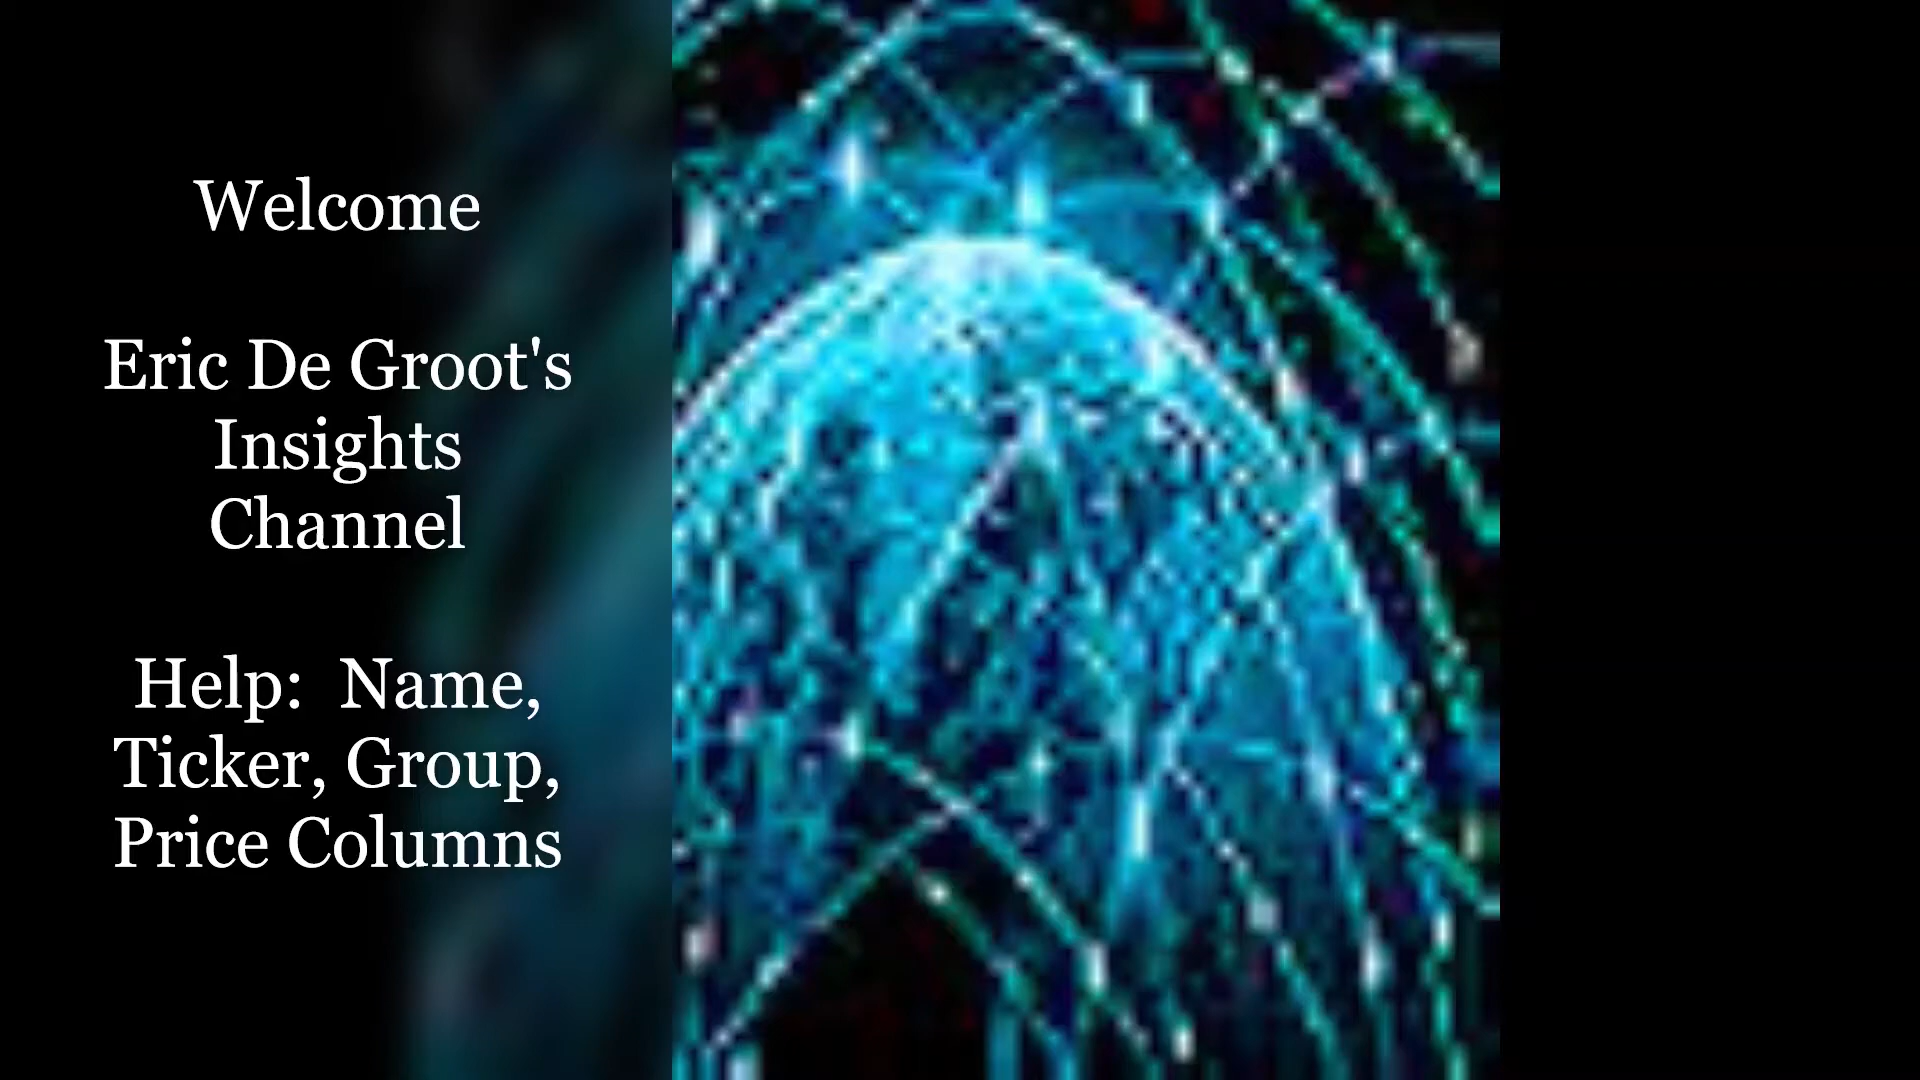 Welcome
Eric De Groot's
Insights
Channel
Help:  Name,
Ticker, Group,
Price Columns